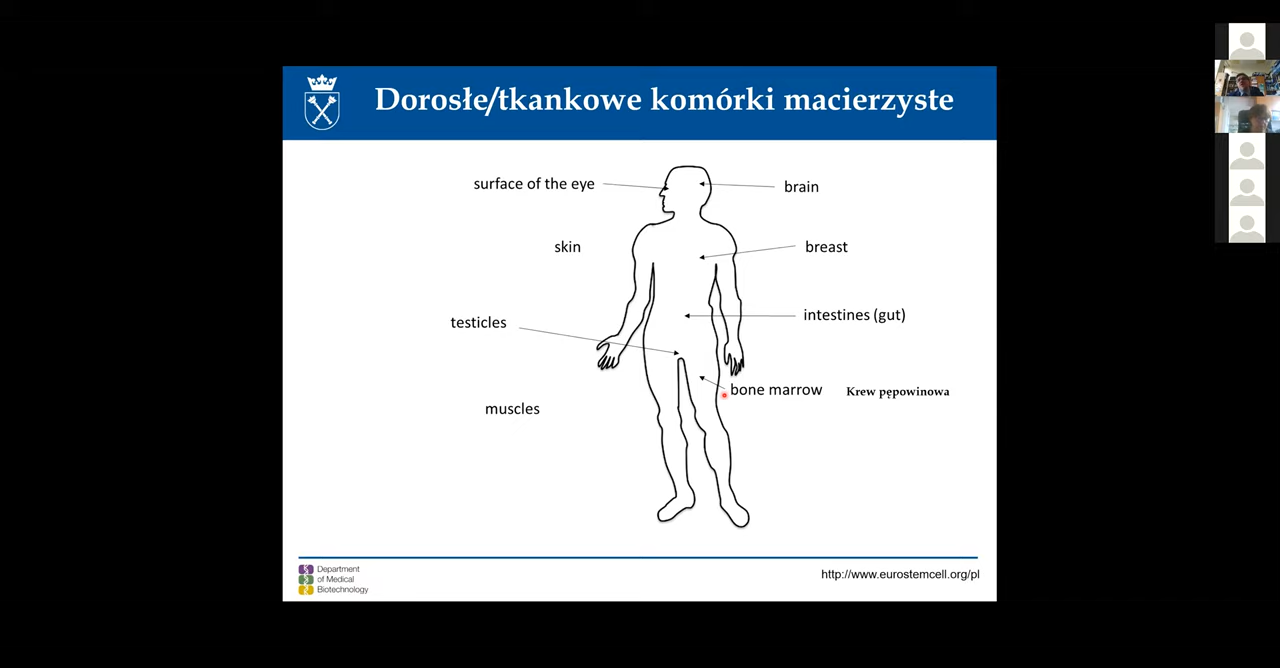 Dorosłe/tkankowe komórki macierzyste
surface of the eye
brain
skin
breast
testicles
intestines (gut)
bone marrow
Krew pępowinowa
muscles
Department
of Medical
Biotechnology
http://www.eurostemcell.org/pl